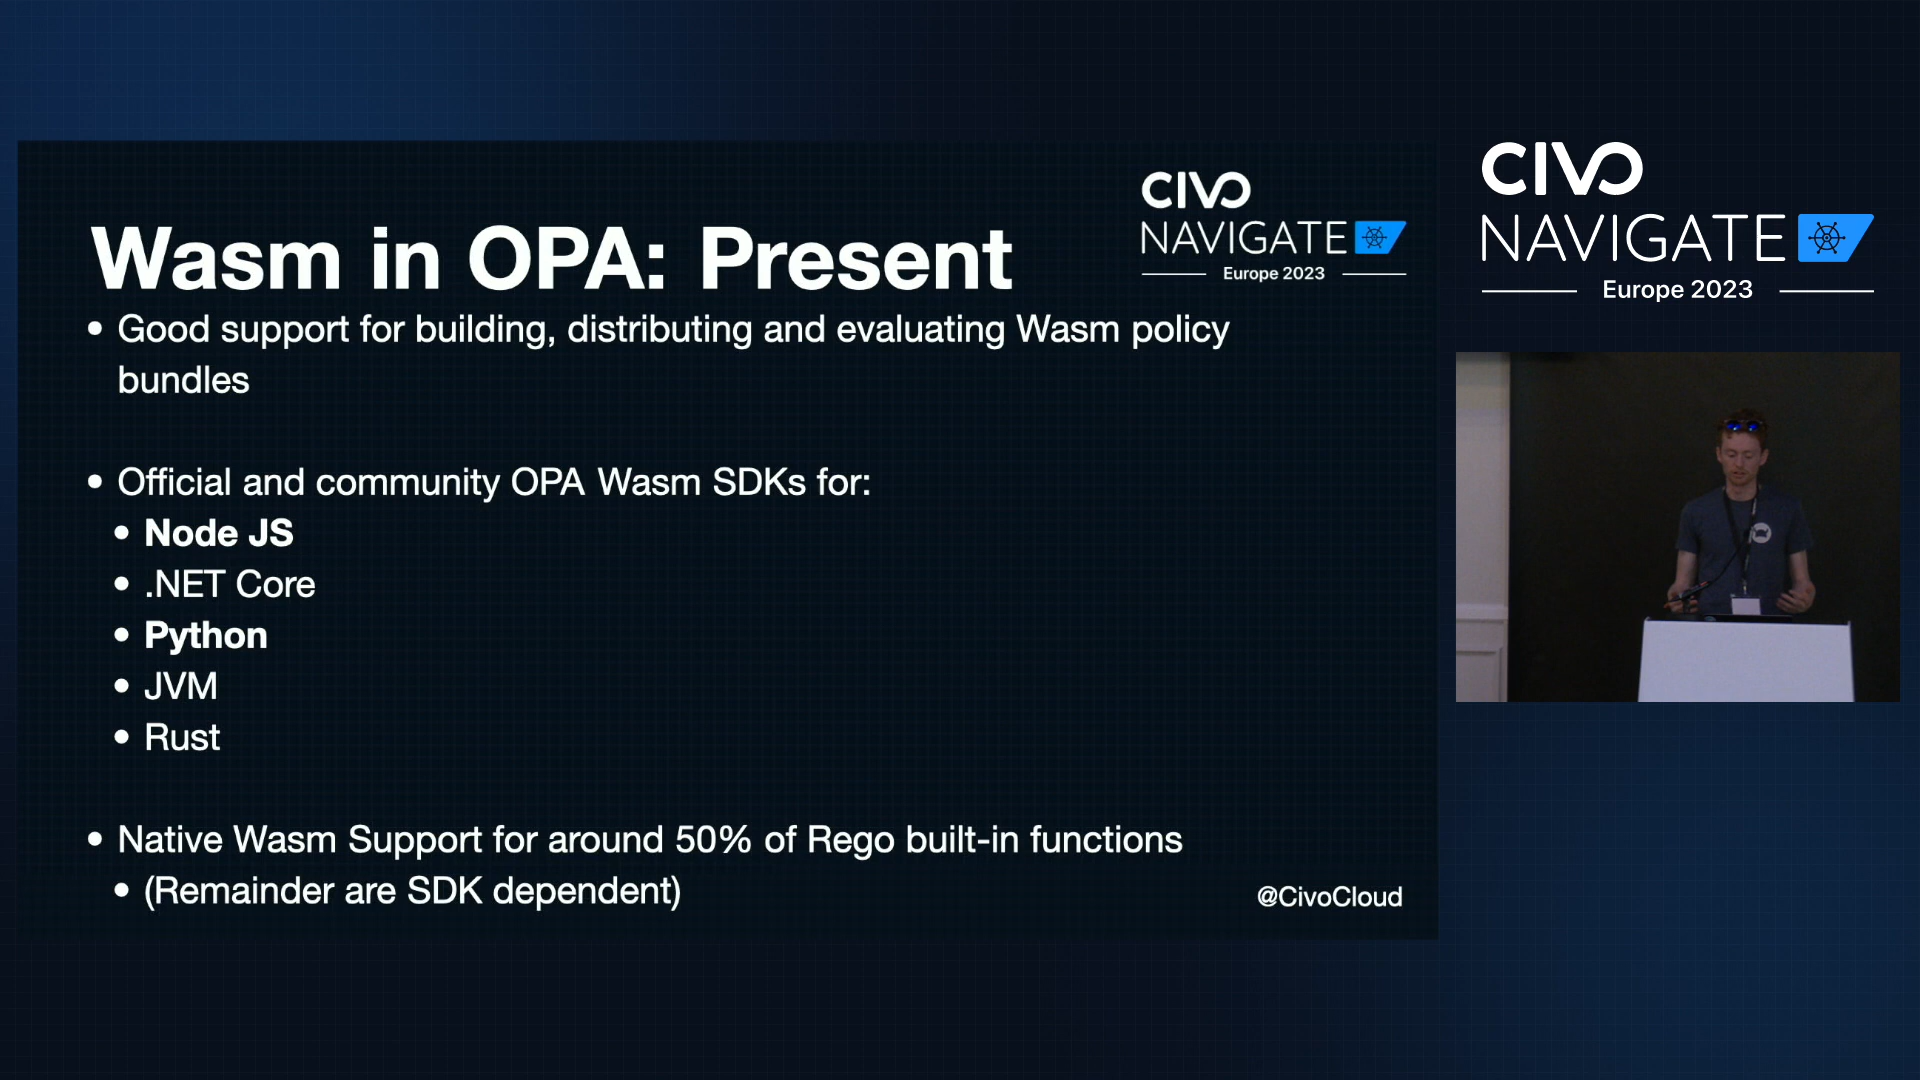 CIVO
NAVIGATE
Europe 2023
Wasm in OPA: Present
• Good support for building, distributing and evaluating Wasm policy
bundles
• Official and community OPA Wasm SDKs for:
• Node JS
• .NET Core
• Python
• JVM
• Rust
• Native Wasm Support for around 50% of Rego built-in functions
• (Remainder are SDK dependent)
@CivoCloud
CIVO
NAVIGATE
Europe 2023